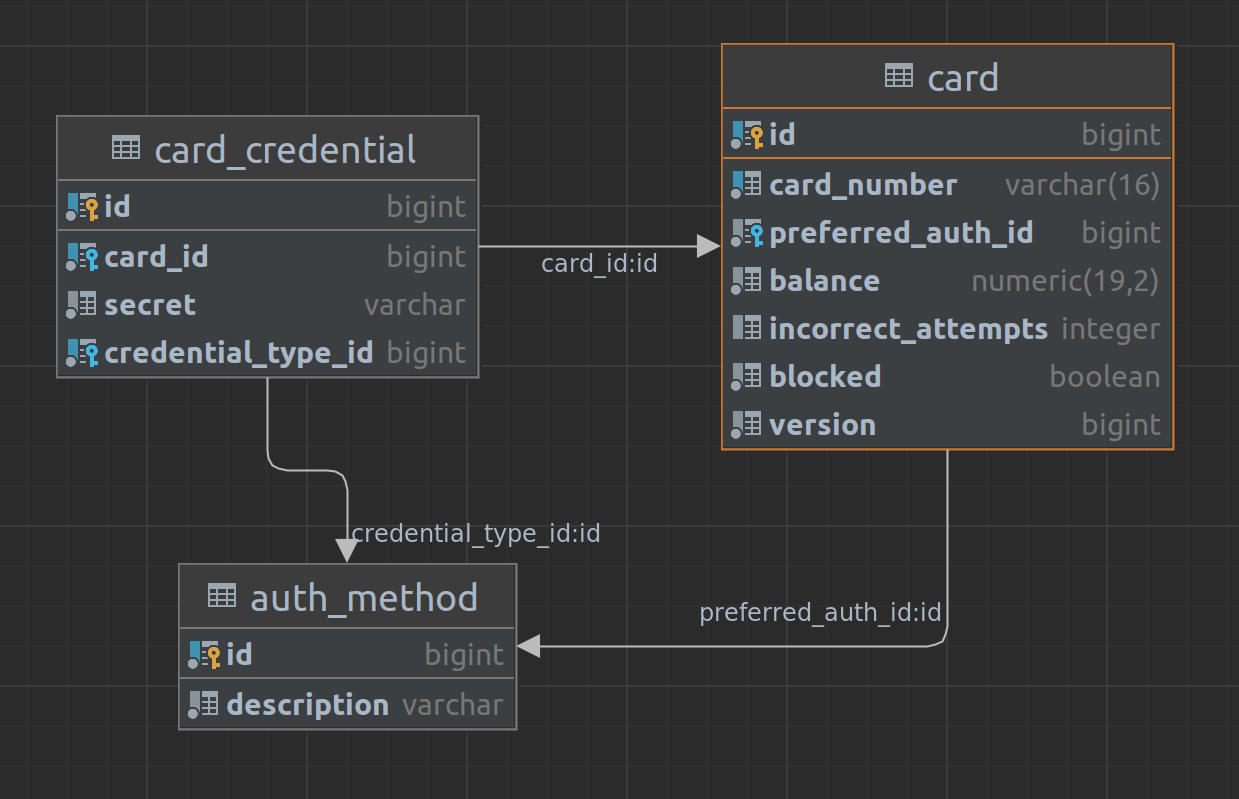 card_credential
id bigint
card_id bigint
secret varchar
credential_type_id bigint
card_id:id
card
id bigint
card_number varchar(16)
preferred_auth_id bigint
balance numeric(19,2)
incorrect_attempts integer
blocked boolean
version bigint
credential_type_id:id
preferred_auth_id:id
auth_method
id bigint
description varchar